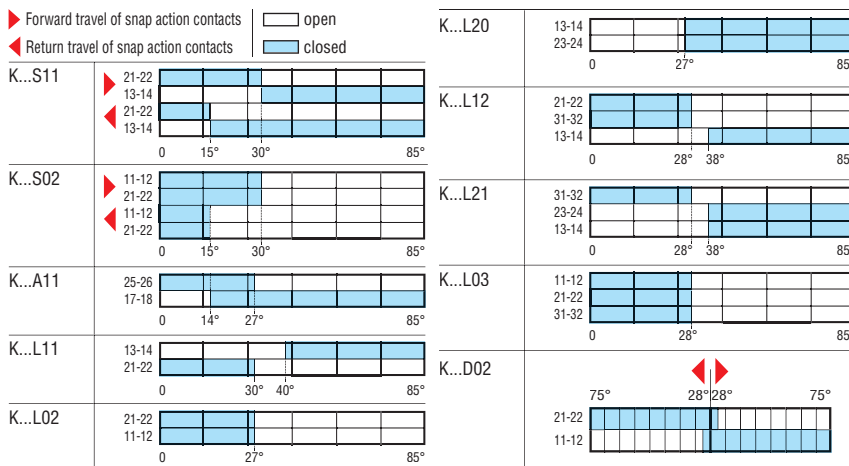 Forward travel of snap action contacts open
Return travel of snap action contacts closed
K...S11
21-22
13-14
21-22
13-14
0 15° 30° 85°
K...S02
11-12
21-22
11-12
21-22
0 15° 30° 85°
K...A11
25-26
17-18
0 14° 27° 85°
K...L11
13-14
21-22
0 30° 40° 85°
K...L02
21-22
11-12
0 27° 85°
K...L20
13-14
23-24
0 27° 85
K...L12
21-22
31-32
13-14
0 28° 38° 85
K...L21
31-32
23-24
13-14
0 28° 38° 85
K...L03
11-12
21-22
31-32
0 28° 85
K...D02
75° 28° 28° 75°
21-22
11-12